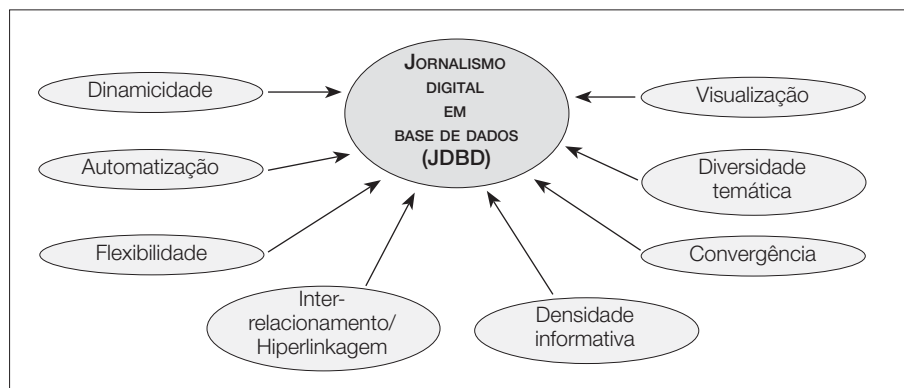 JORNALISMO
DIGITAL
EM
BASE DE DADOS
(JDBD)
Dinamicidade
Automatização
Flexibilidade
Inter-
relacionamento/
Hiperlinkagem
Densidade
informativa
Convergência
Diversidade
temática
Visualização